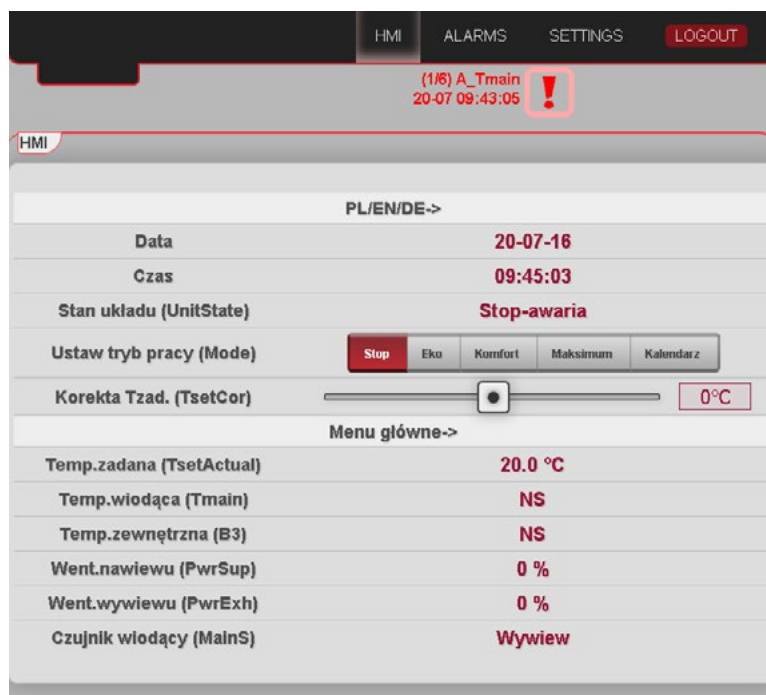 HMI ALARMS SETTINGS LOGOUT
(1/6) A_Tmain
20-07 09:43:05
HMI
PL/EN/DE->
Data 20-07-16
Czas 09:45:03
Stan układu (UnitState) Stop-awaria
Ustaw tryb pracy (Mode) Stop Eko Komfort Maksimum Kalendarz
Korekta Tzad. (TsetCor) 0°C
Menu główne->
Temp.zadana (TsetActual) 20.0 °C
Temp.wiodąca (Tmain) NS
Temp.zewnętrzna (B3) NS
Went.nawiewu (PwrSup) 0 %
Went.wywiewu (PwrExh) 0 %
Czujnik wiodący (MainS) Wywiew